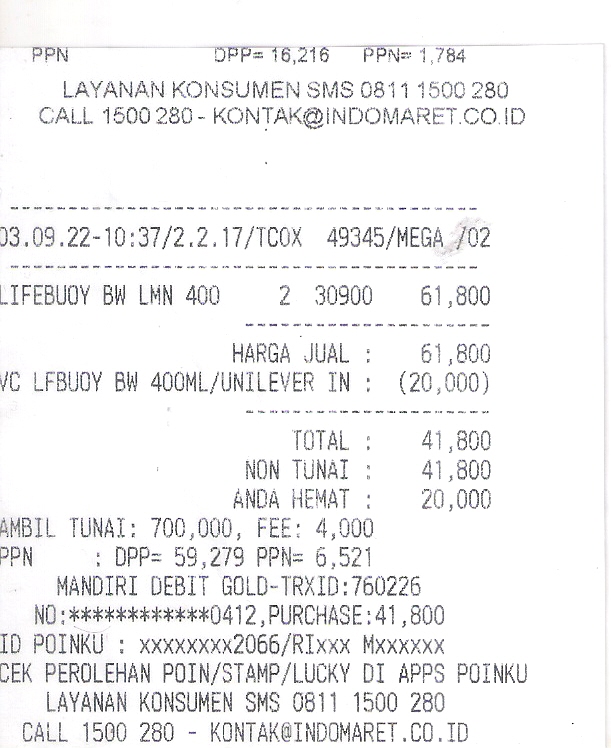 PPN DPP= 16,216 PPN= 1,784
LAYANAN KONSUMEN SMS 0811 1500 280
CALL 1500 280 - KONTAK@INDOMARET.CO.ID
------------------------------------------
03.09.22-10:37/2.2.17/TCOX 49345/MEGA /02
------------------------------------------
LIFEBUOY BW LMN 400 2 30900 61,800
----------------------
HARGA JUAL : 61,800
VC LFBUOY BW 400ML/UNILEVER IN : (20,000)
----------------------
TOTAL : 41,800
NON TUNAI : 41,800
ANDA HEMAT : 20,000
AMBIL TUNAI: 700,000, FEE: 4,000
PPN : DPP= 59,279 PPN= 6,521
MANDIRI DEBIT GOLD-TRXID:760226
NO:************0412,PURCHASE:41,800
ID POINKU : xxxxxxxx2066/RIxxx Mxxxxxx
CEK PEROLEHAN POIN/STAMP/LUCKY DI APPS POINKU
LAYANAN KONSUMEN SMS 0811 1500 280
CALL 1500 280 - KONTAK@INDOMARET.CO.ID